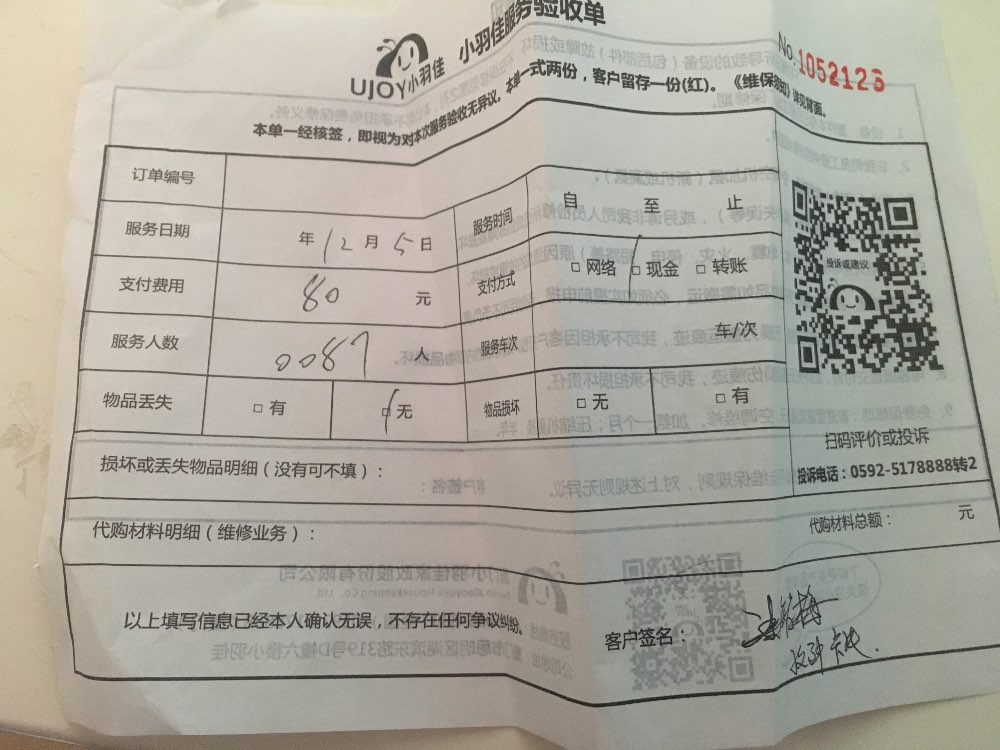 UJOY小羽佳 小羽佳服务验收单
No.1052125
本单一经核签，即视为对本次服务验收无异议。本单一式两份，客户留存一份(红)。《维保须知》详见背面。
订单编号
服务日期 年12月5日 服务时间 自 至 止
支付费用 80 元 支付方式 □网络 □现金 □转账
服务人数 0087 人 服务车次 车/次
物品丢失 □有 □无 物品损坏 □无 □有
投诉或建议
扫码评价或投诉
投诉电话：0592-5178888转2
损坏或丢失物品明细（没有可不填）：
代购材料明细（维修业务）： 代购材料总额： 元
以上填写信息已经本人确认无误，不存在任何争议纠纷。 客户签名：